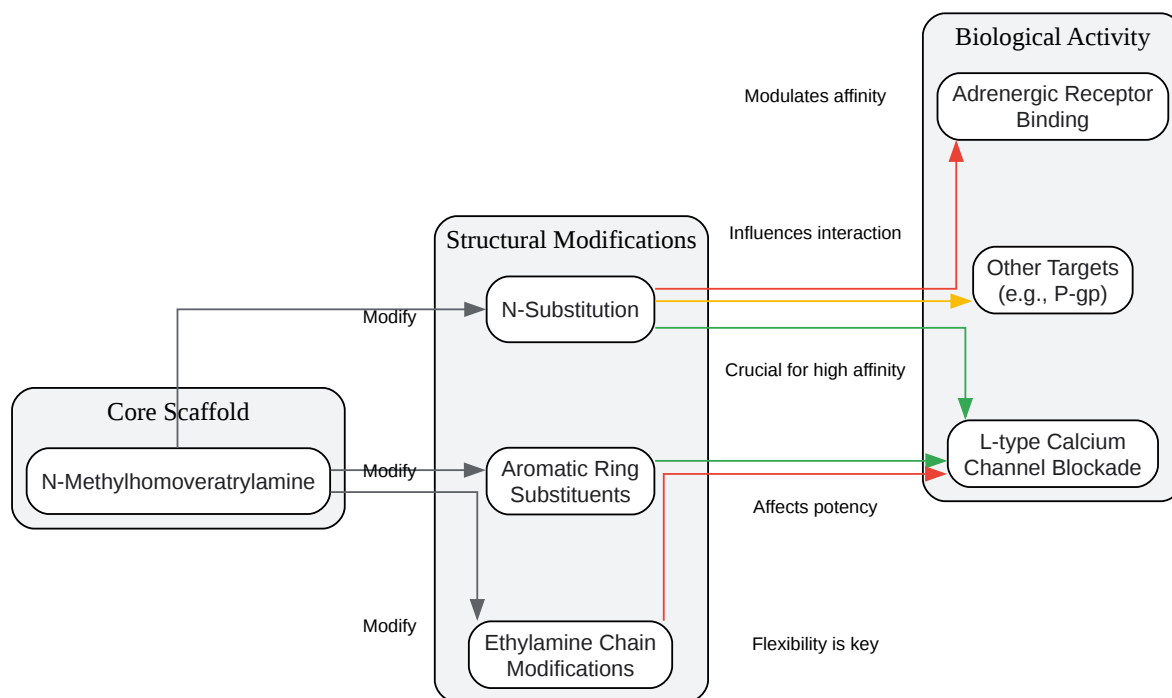 Biological Activity
Adrenergic Receptor
Binding
Modulates affinity
Structural Modifications
Influences interaction
Other Targets
(e.g., P-gp)
N-Substitution
Modify
Crucial for high affinity
Core Scaffold
L-type Calcium
Channel Blockade
N-Methylhomoveratrylamine
Modify
Aromatic Ring
Substituents
Affects potency
Modify
Ethylamine Chain
Modifications
Flexibility is key